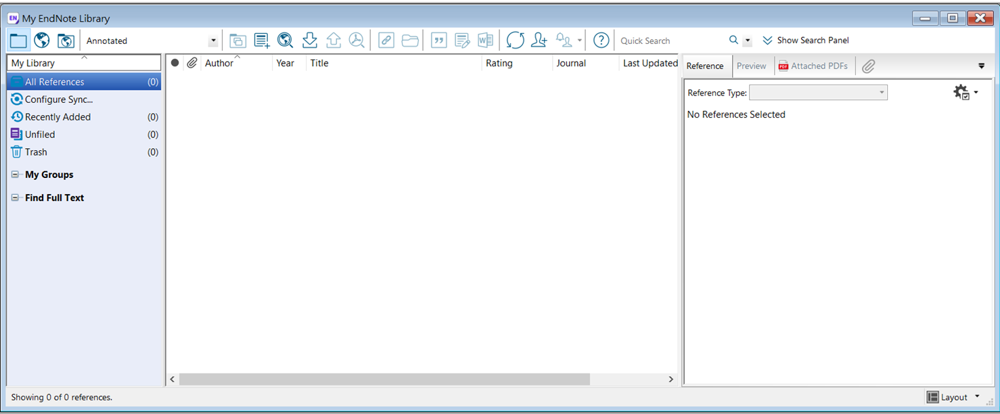 EN My EndNote Library
Annotated
Quick Search
Show Search Panel
My Library
All References (0)
Configure Sync...
Recently Added (0)
Unfiled (0)
Trash (0)
My Groups
Find Full Text
Author Year Title Rating Journal Last Updated
Reference Preview PDF Attached PDFs
Reference Type:
No References Selected
Showing 0 of 0 references.
Layout